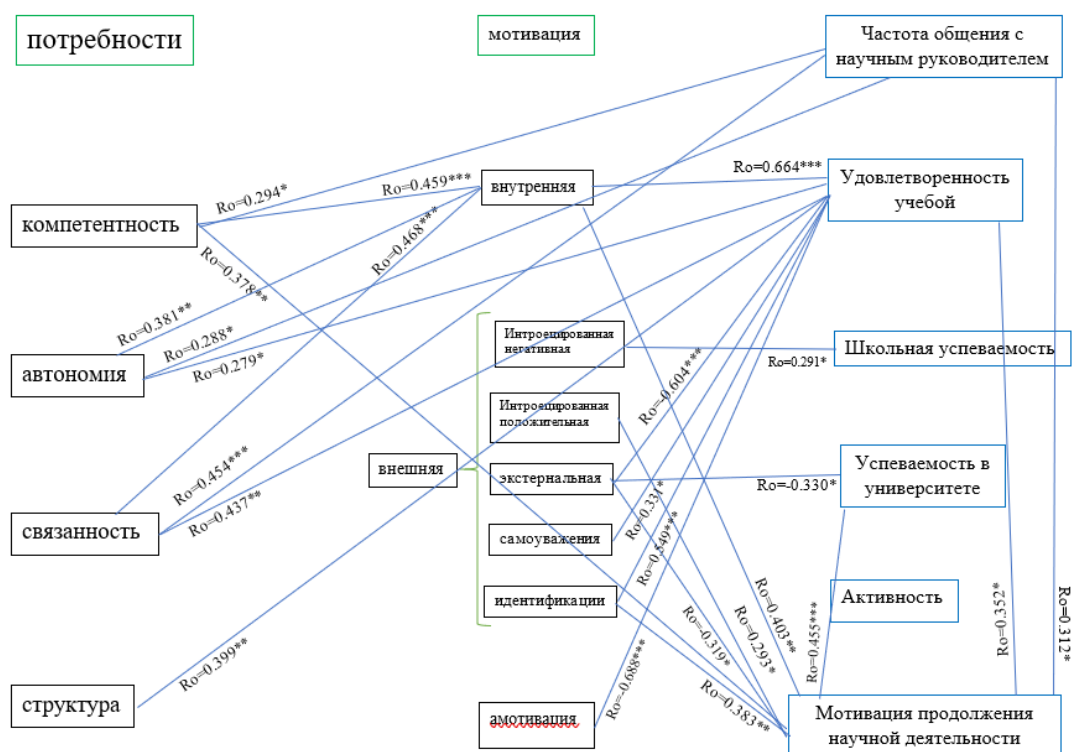 потребности
мотивация
Частота общения с
научным руководителем
Ro=0.294*
Ro=0.459***
внутренняя
Ro=0.664***
Удовлетворенность
учебой
компетентность
Ro=0.378**
Ro=0.468***
Ro=0.381**
Ro=0.288*
Ro=0.279*
автономия
Интроецированная
негативная
Ro=-0.604***
Ro=0.291*
Школьная успеваемость
Интроецированная
положительная
внешняя
экстернальная
Ro=-0.330*
Успеваемость в
университете
Ro=0.454***
Ro=0.437**
связанность
самоуважения
Ro=0.331*
Ro=0.549***
идентификации
Активность
Ro=0.399**
Ro=-0.688***
Ro=-0.319*
Ro=0.293*
Ro=0.403**
Ro=0.455***
Ro=0.352*
Ro=0.312*
структура
амотивация
Ro=0.383**
Мотивация продолжения
научной деятельности